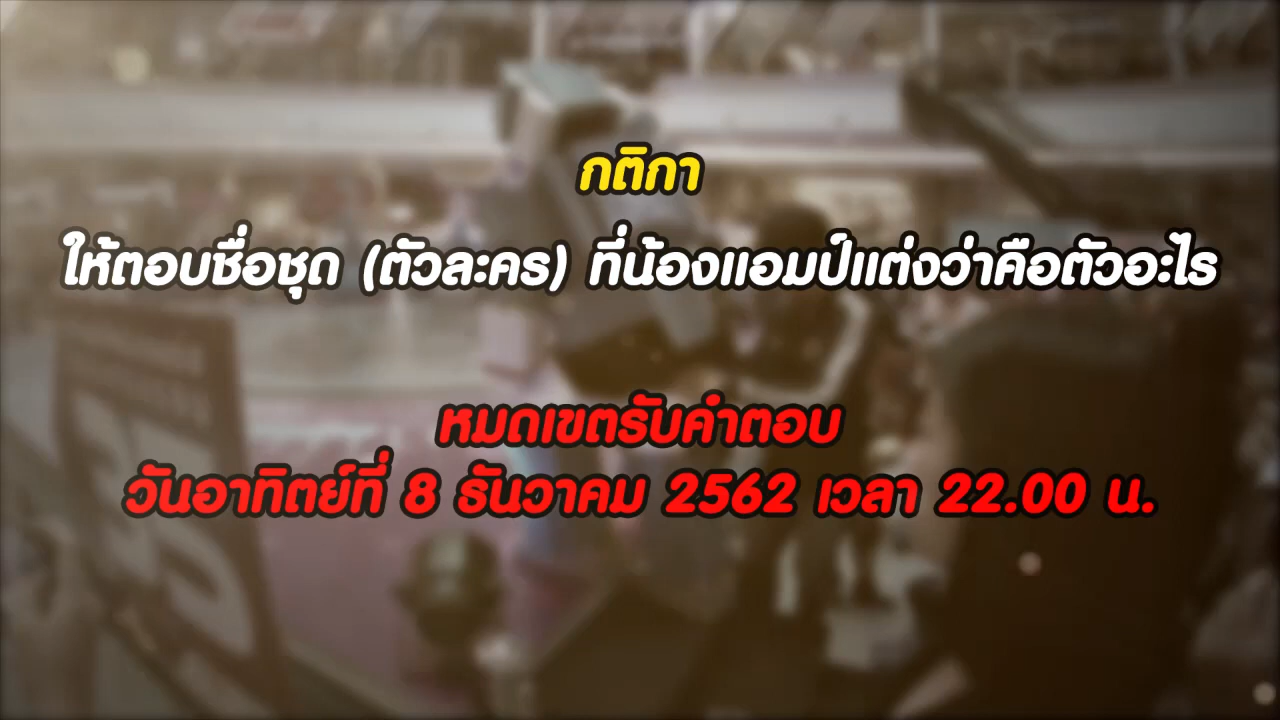 กติกา
ให้ตอบชื่อชุด (ตัวละคร) ที่น้องแอมป์แต่งว่าคือตัวอะไร
หมดเขตรับคำตอบ
วันอาทิตย์ที่ 8 ธันวาคม 2562 เวลา 22.00 น.